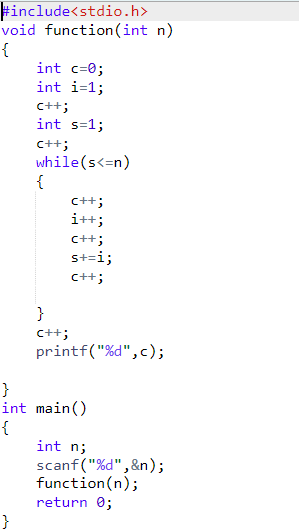 #include<stdio.h>
void function(int n)
{
    int c=0;
    int i=1;
    c++;
    int s=1;
    c++;
    while(s<=n)
    {
        c++;
        i++;
        c++;
        s+=i;
        c++;

    }
    c++;
    printf("%d",c);

}
int main()
{
    int n;
    scanf("%d",&n);
    function(n);
    return 0;
}